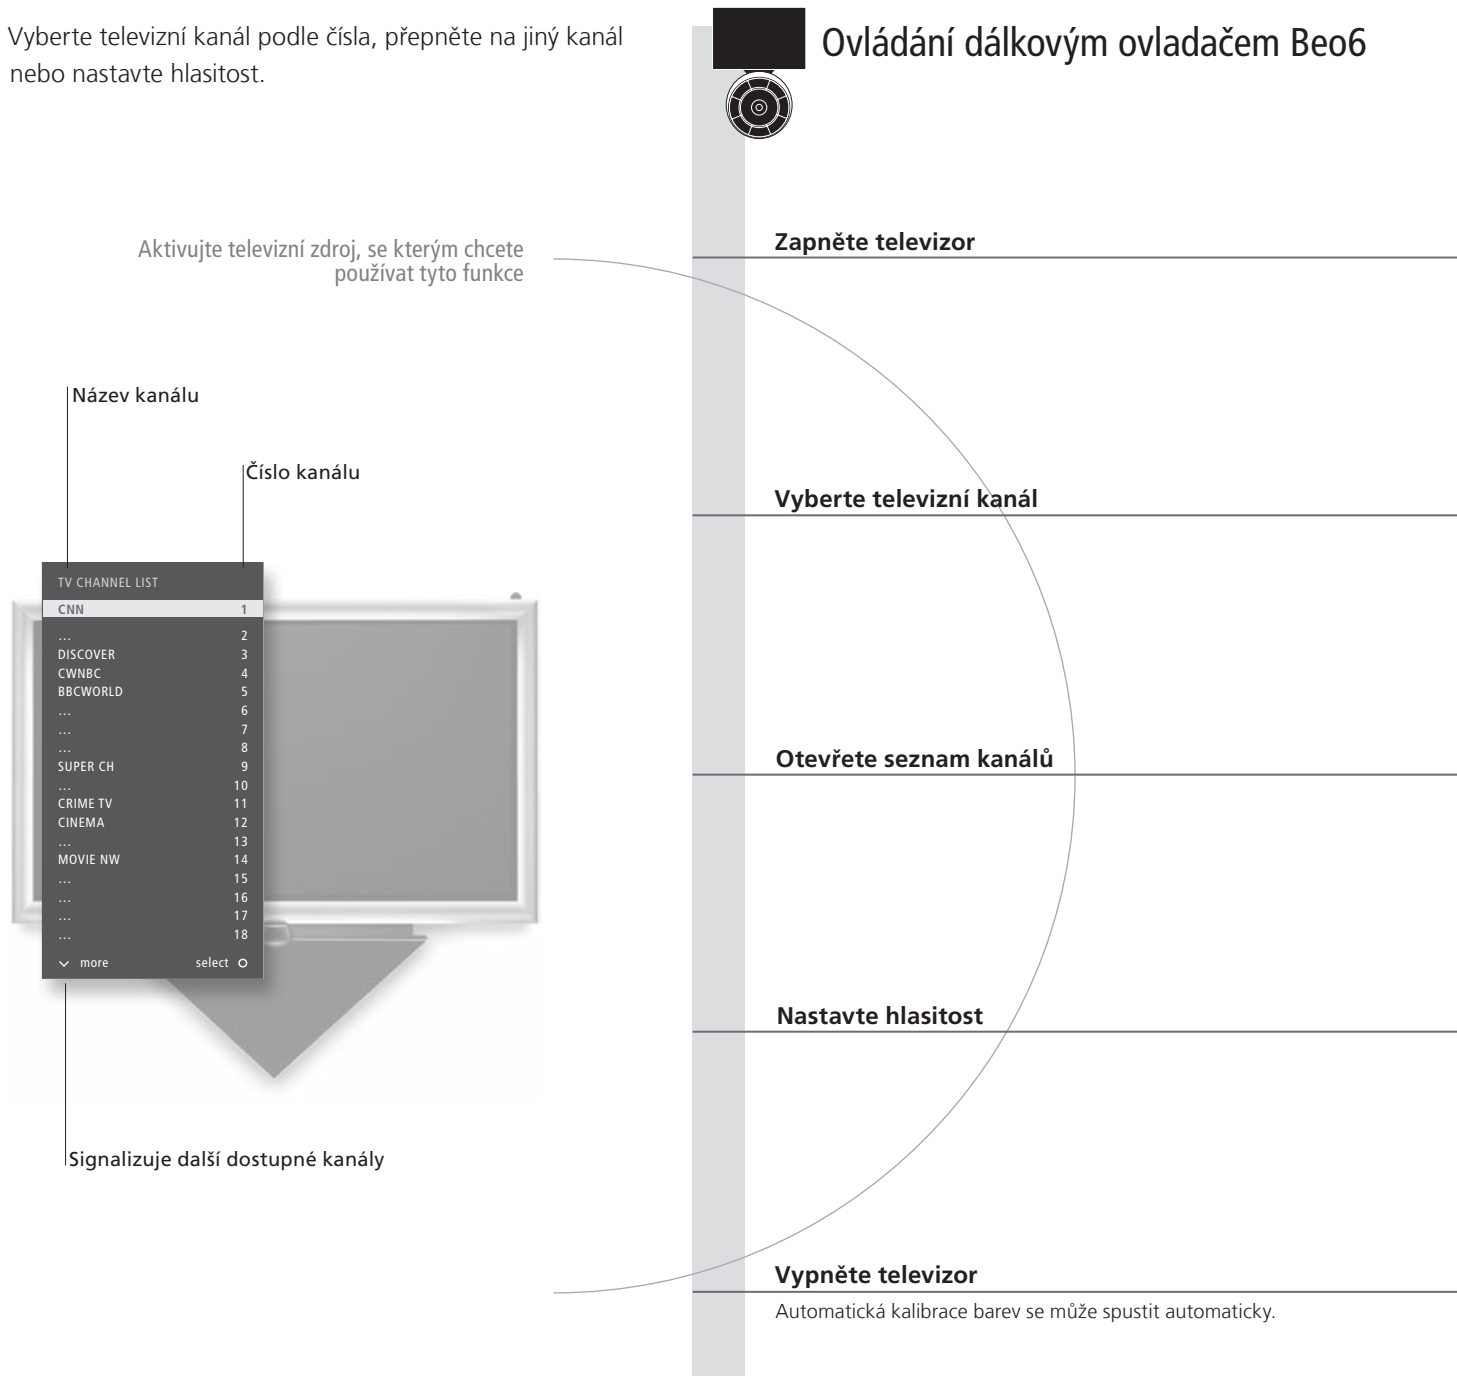 Vyberte televizní kanál podle čísla, přepněte na jiný kanál
nebo nastavte hlasitost.
Ovládání dálkovým ovladačem Beo6
Aktivujte televizní zdroj, se kterým chcete
používat tyto funkce
Název kanálu
Číslo kanálu
TV CHANNEL LIST
CNN 1
... 2
DISCOVER 3
CWNBC 4
BBCWORLD 5
... 6
... 7
... 8
SUPER CH 9
... 10
CRIME TV 11
CINEMA 12
... 13
MOVIE NW 14
... 15
... 16
... 17
... 18
more select
Signalizuje další dostupné kanály
Zapněte televizor
Vyberte televizní kanál
Otevřete seznam kanálů
Nastavte hlasitost
Vypněte televizor
Automatická kalibrace barev se může spustit automaticky.